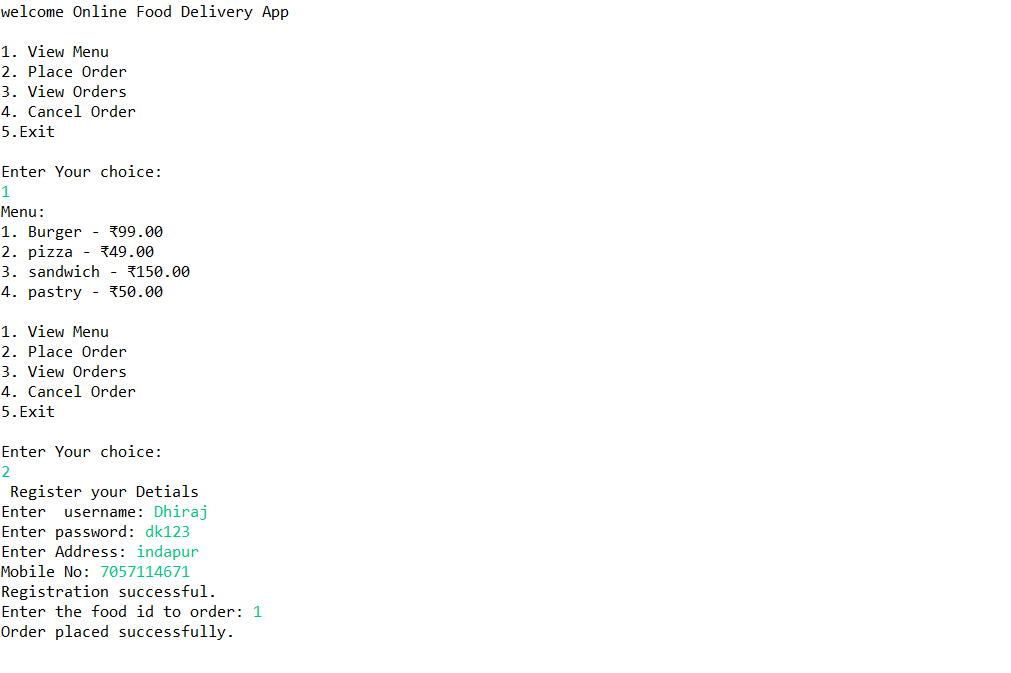 welcome Online Food Delivery App
1. View Menu
2. Place Order
3. View Orders
4. Cancel Order
5.Exit
Enter Your choice:
1
Menu:
1. Burger - ₹99.00
2. pizza - ₹49.00
3. sandwich - ₹150.00
4. pastry - ₹50.00
1. View Menu
2. Place Order
3. View Orders
4. Cancel Order
5.Exit
Enter Your choice:
2
Register your Detials
Enter  username: Dhiraj
Enter password: dk123
Enter Address: indapur
Mobile No: 7057114671
Registration successful.
Enter the food id to order: 1
Order placed successfully.